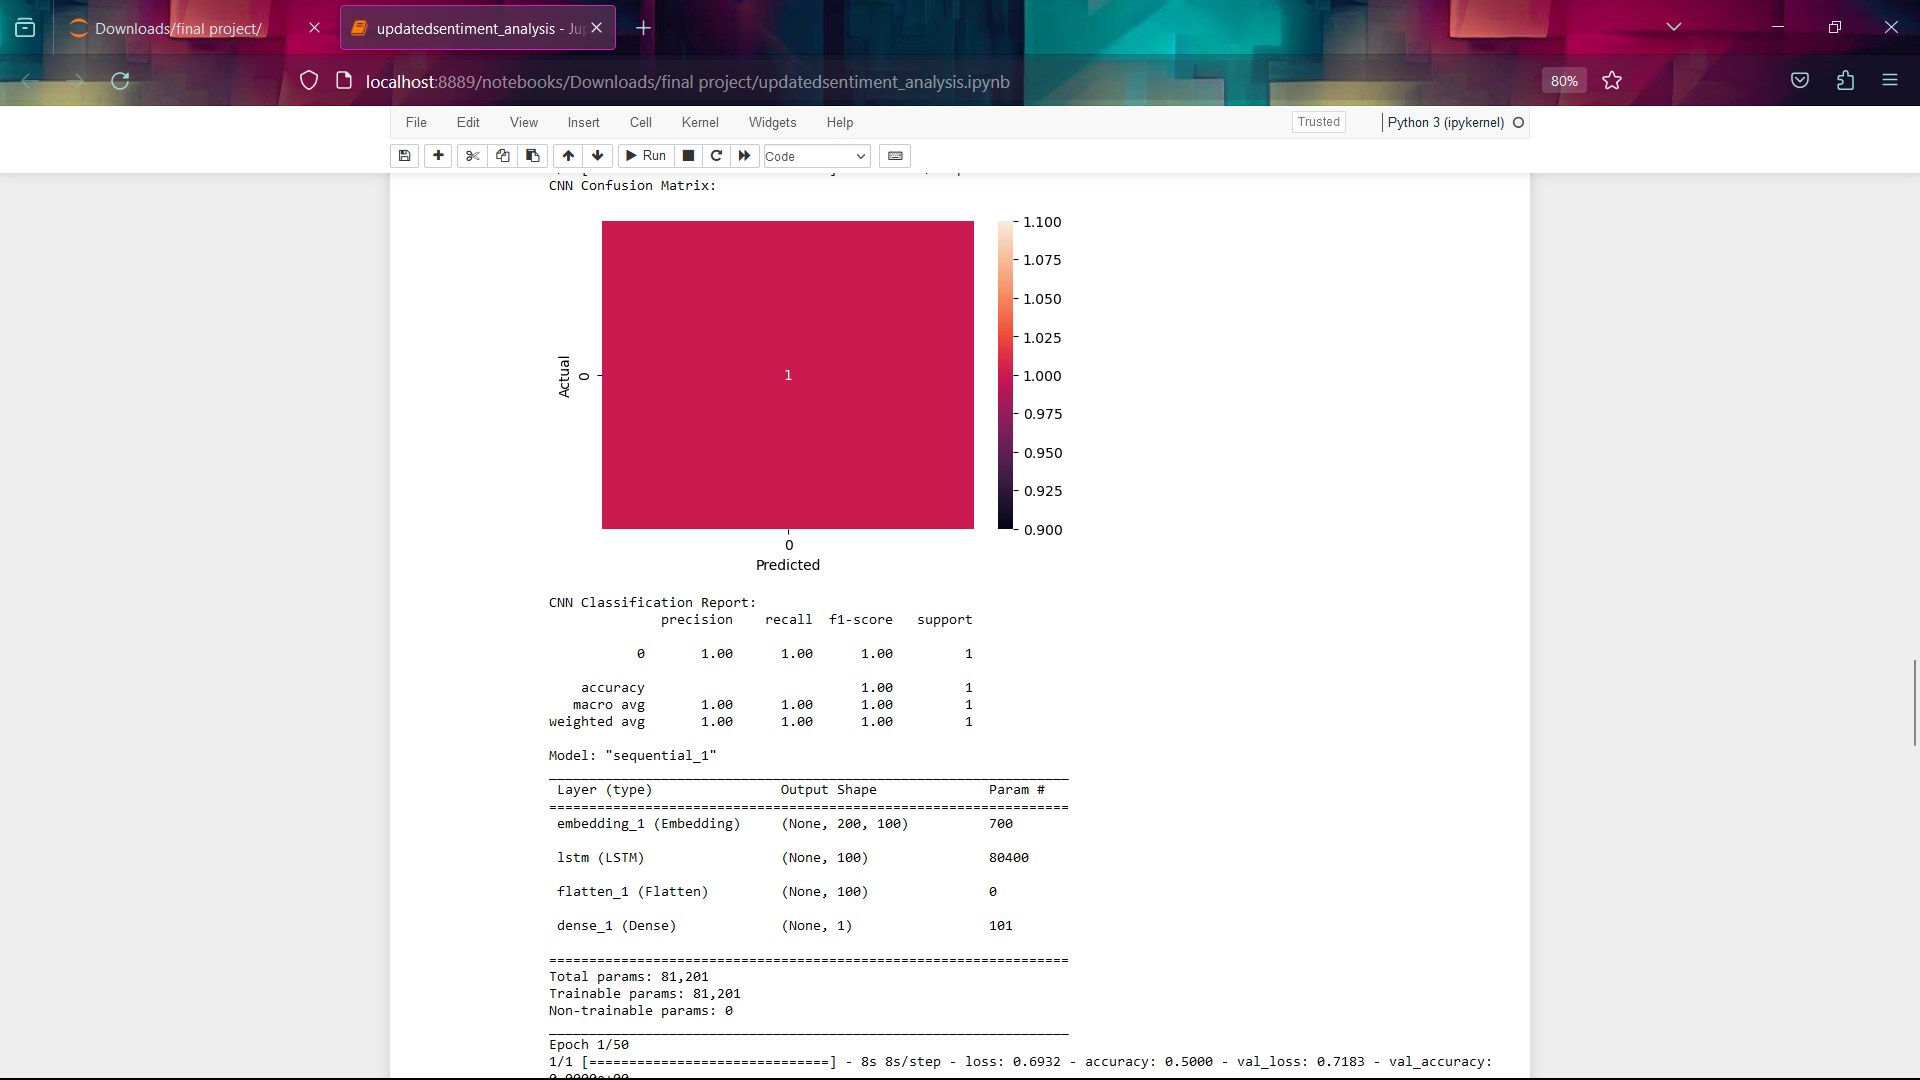 Downloads/final project/
updatedsentiment_analysis - Jup
localhost:8889/notebooks/Downloads/final project/updatedsentiment_analysis.ipynb
80%
File Edit View Insert Cell Kernel Widgets Help
Trusted
Python 3 (ipykernel)
Run
Code
CNN Confusion Matrix:
1.100
1.075
1.050
1.025
1.000
0.975
0.950
0.925
0.900
Actual
0
1
0
Predicted
CNN Classification Report:
precision recall f1-score support
0 1.00 1.00 1.00 1
accuracy 1.00 1
macro avg 1.00 1.00 1.00 1
weighted avg 1.00 1.00 1.00 1
Model: "sequential_1"
_________________________________________________________________
Layer (type) Output Shape Param #
=================================================================
embedding_1 (Embedding) (None, 200, 100) 700
lstm (LSTM) (None, 100) 80400
flatten_1 (Flatten) (None, 100) 0
dense_1 (Dense) (None, 1) 101
=================================================================
Total params: 81,201
Trainable params: 81,201
Non-trainable params: 0
_________________________________________________________________
Epoch 1/50
1/1 [==============================] - 8s 8s/step - loss: 0.6932 - accuracy: 0.5000 - val_loss: 0.7183 - val_accuracy: